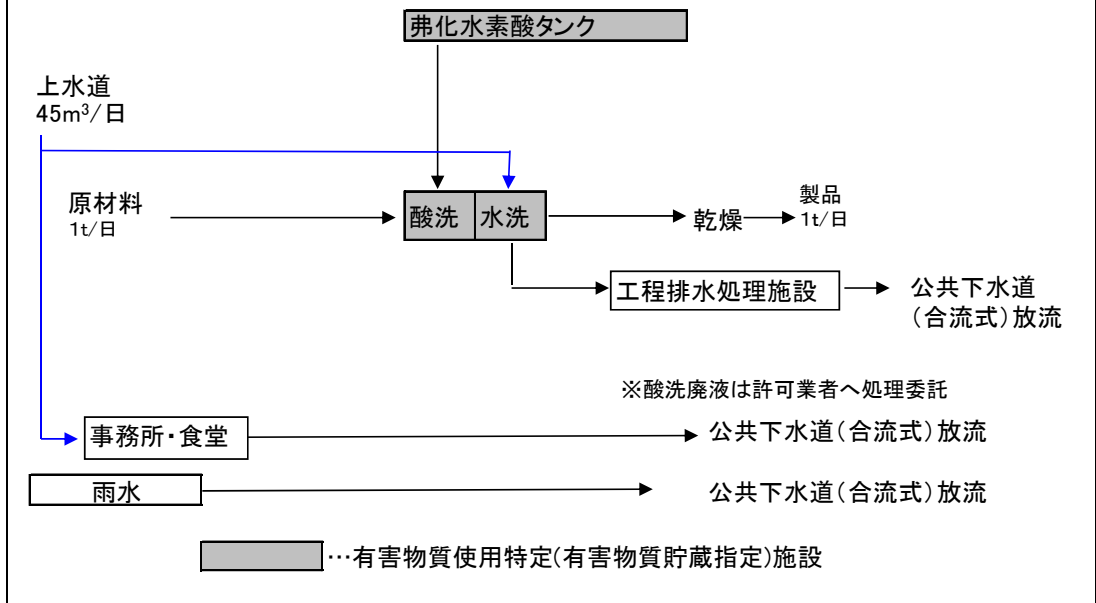 弗化水素酸タンク
上水道
45m³/日
原材料
1t/日
酸洗 水洗
乾燥
製品
1t/日
工程排水処理施設
公共下水道
(合流式)放流
※酸洗廃液は許可業者へ処理委託
事務所・食堂
公共下水道(合流式)放流
雨水
公共下水道(合流式)放流
…有害物質使用特定(有害物質貯蔵指定)施設